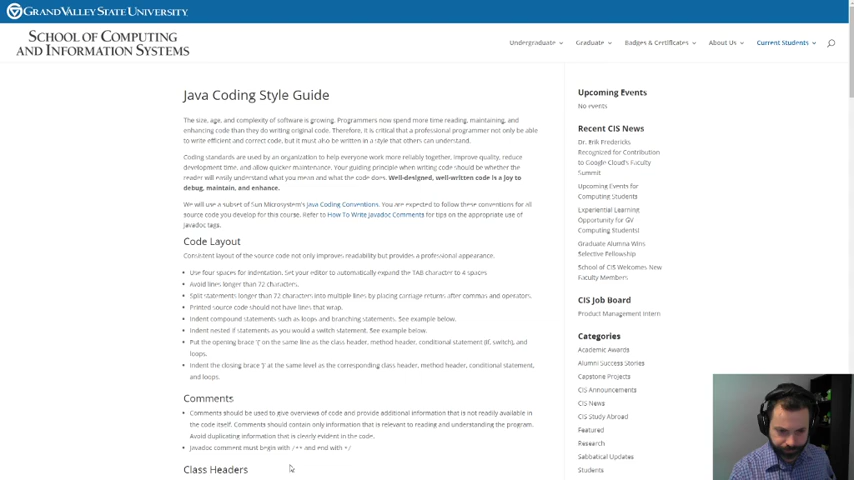 GRAND VALLEY STATE UNIVERSITY
SCHOOL OF COMPUTING
AND INFORMATION SYSTEMS
Undergraduate
Graduate
Badges & Certificates
About Us
Current Students
Java Coding Style Guide
The size, age, and complexity of software is growing. Programmers now spend more time reading, maintaining, and
enhancing code than they do writing original code. Therefore, it is critical that a professional programmer not only be able
to write efficient and correct code, but it must also be written in a style that others can understand.
Coding standards are used by an organization to help everyone work more reliably together, improve quality, reduce
development time, and allow quicker maintenance. Your guiding principle when writing code should be whether the
reader will easily understand what you mean and what the code does. Well-designed, well-written code is a joy to
debug, maintain, and enhance.
We will use a subset of Sun Microsystem's Java Coding Conventions. You are expected to follow these conventions for all
source code you develop for this course. Refer to How To Write Javadoc Comments for tips on the appropriate use of
Javadoc tags.
Code Layout
Consistent layout of the source code not only improves readability but provides a professional appearance.
• Use four spaces for indentation. Set your editor to automatically expand the TAB character to 4 spaces
• Avoid lines longer than 72 characters.
• Split statements longer than 72 characters into multiple lines by placing carriage returns after commas and operators.
• Printed source code should not have lines that wrap.
• Indent compound statements such as loops and branching statements. See example below.
• Indent nested if statements as you would a switch statement. See example below.
• Put the opening brace '{' on the same line as the class header, method header, conditional statement (if, switch), and
loops.
• Indent the closing brace '}' at the same level as the corresponding class header, method header, conditional statement,
and loops.
Comments
• Comments should be used to give overviews of code and provide additional information that is not readily available in
the code itself. Comments should contain only information that is relevant to reading and understanding the program.
Avoid duplicating information that is clearly evident in the code.
• Javadoc comment must begin with /** and end with */
Class Headers
Upcoming Events
No events
Recent CIS News
Dr. Erik Fredericks
Recognized for Contribution
to Google Cloud's Faculty
Summit
Upcoming Events for
Computing Students
Experiential Learning
Opportunity for GV
Computing Students!
Graduate Alumna Wins
Selective Fellowship
School of CIS Welcomes New
Faculty Members
CIS Job Board
Product Management Intern
Categories
Academic Awards
Alumni Success Stories
Capstone Projects
CIS Announcements
CIS News
CIS Study Abroad
Featured
Research
Sabbatical Updates
Students